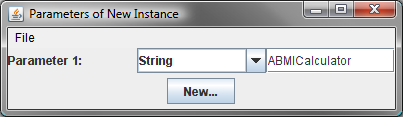 Parameters of New Instance
File
Parameter 1: String ABMICalculator
New...